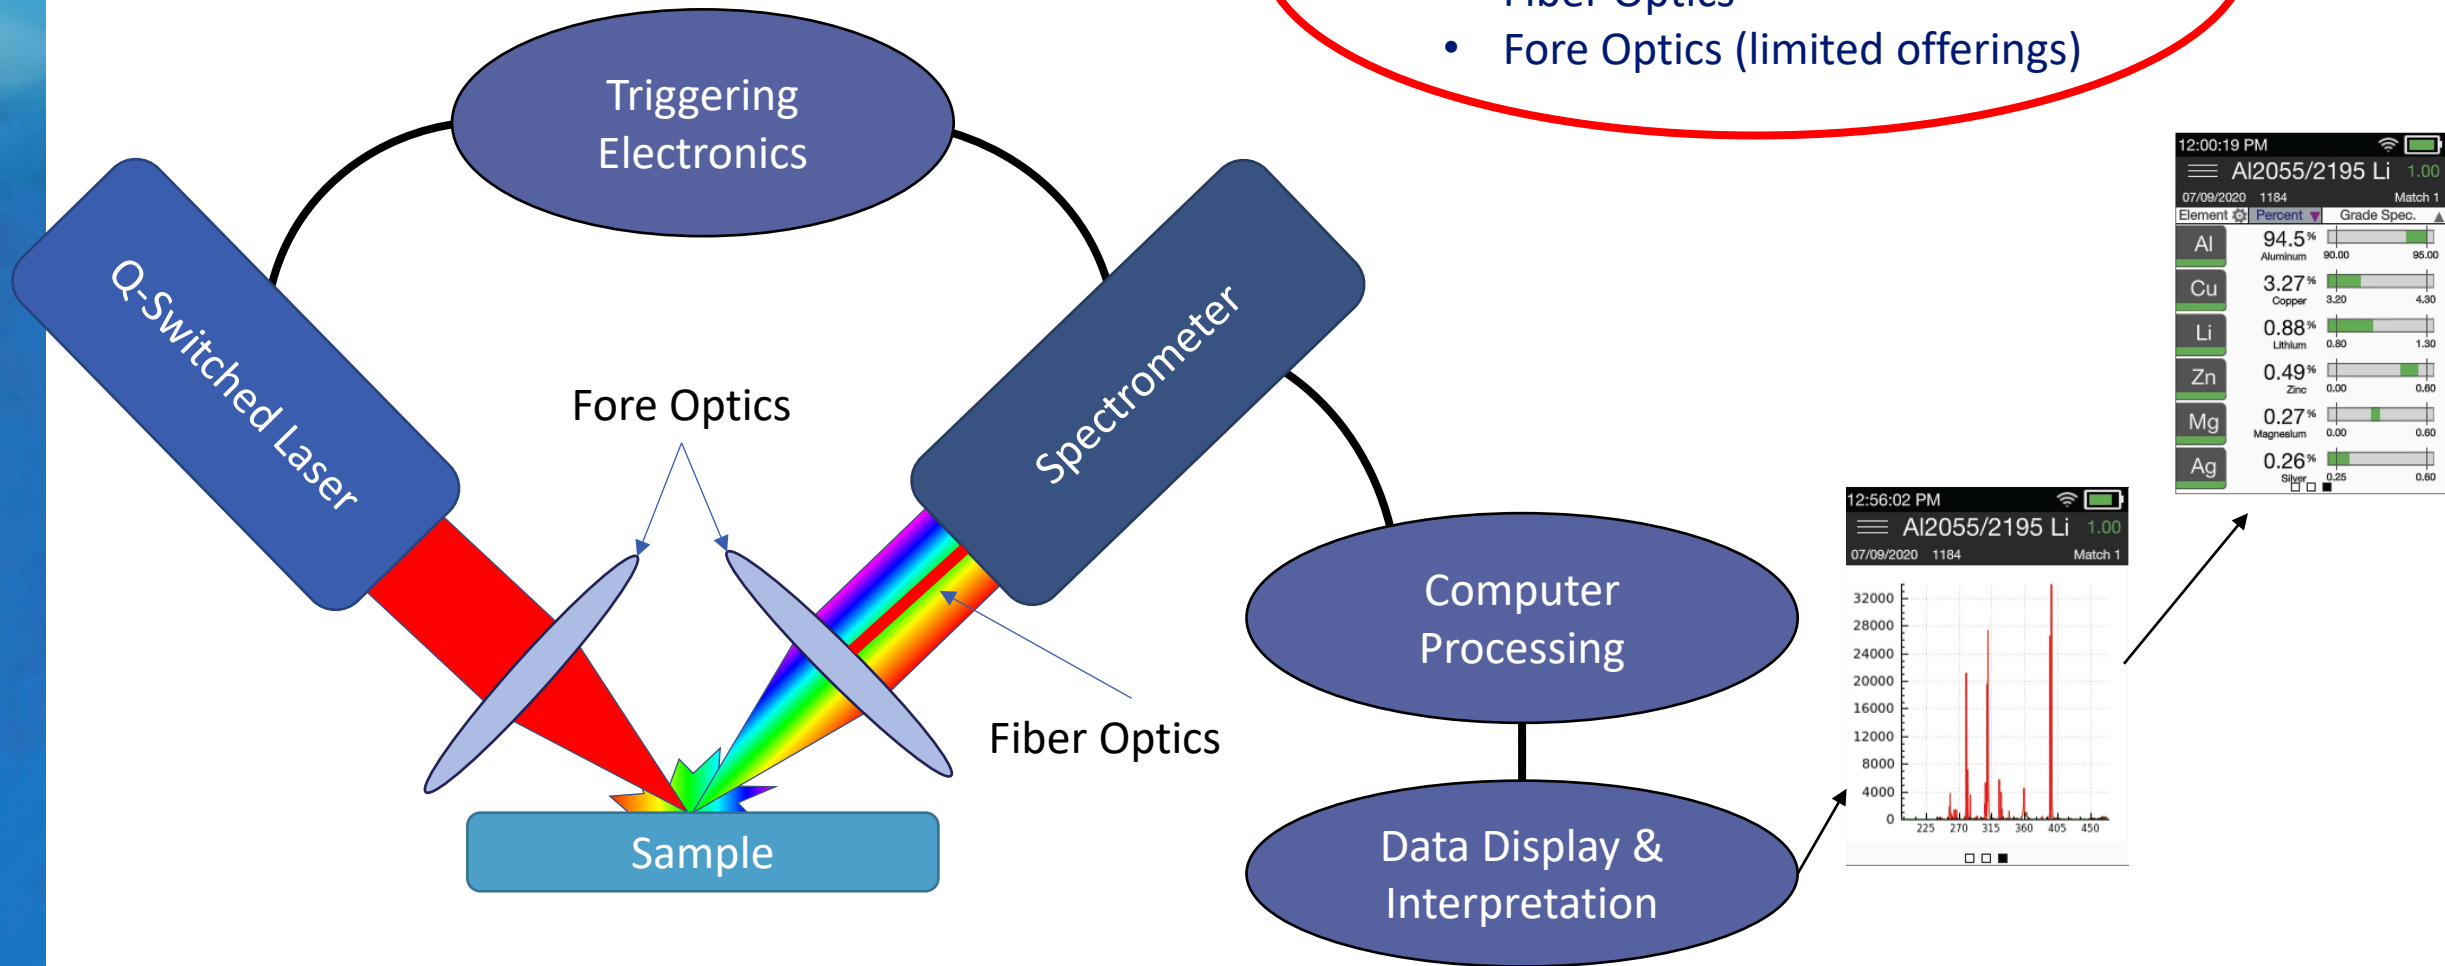 Fiber Optics
• Fore Optics (limited offerings)
Triggering
Electronics
Q-Switched Laser
Spectrometer
Fore Optics
Fiber Optics
Sample
Computer
Processing
Data Display &
Interpretation
12:56:02 PM
Al2055/2195 Li 1.00
07/09/2020 1184 Match 1
32000
28000
24000
20000
16000
12000
8000
4000
0
225 270 315 360 405 450
12:00:19 PM
Al2055/2195 Li 1.00
07/09/2020 1184 Match 1
Element Percent Grade Spec.
Al 94.5%
Aluminum 90.00 95.00
Cu 3.27%
Copper 3.20 4.30
Li 0.88%
Lithium 0.80 1.30
Zn 0.49%
Zinc 0.00 0.60
Mg 0.27%
Magnesium 0.00 0.60
Ag 0.26%
Silver 0.25 0.60